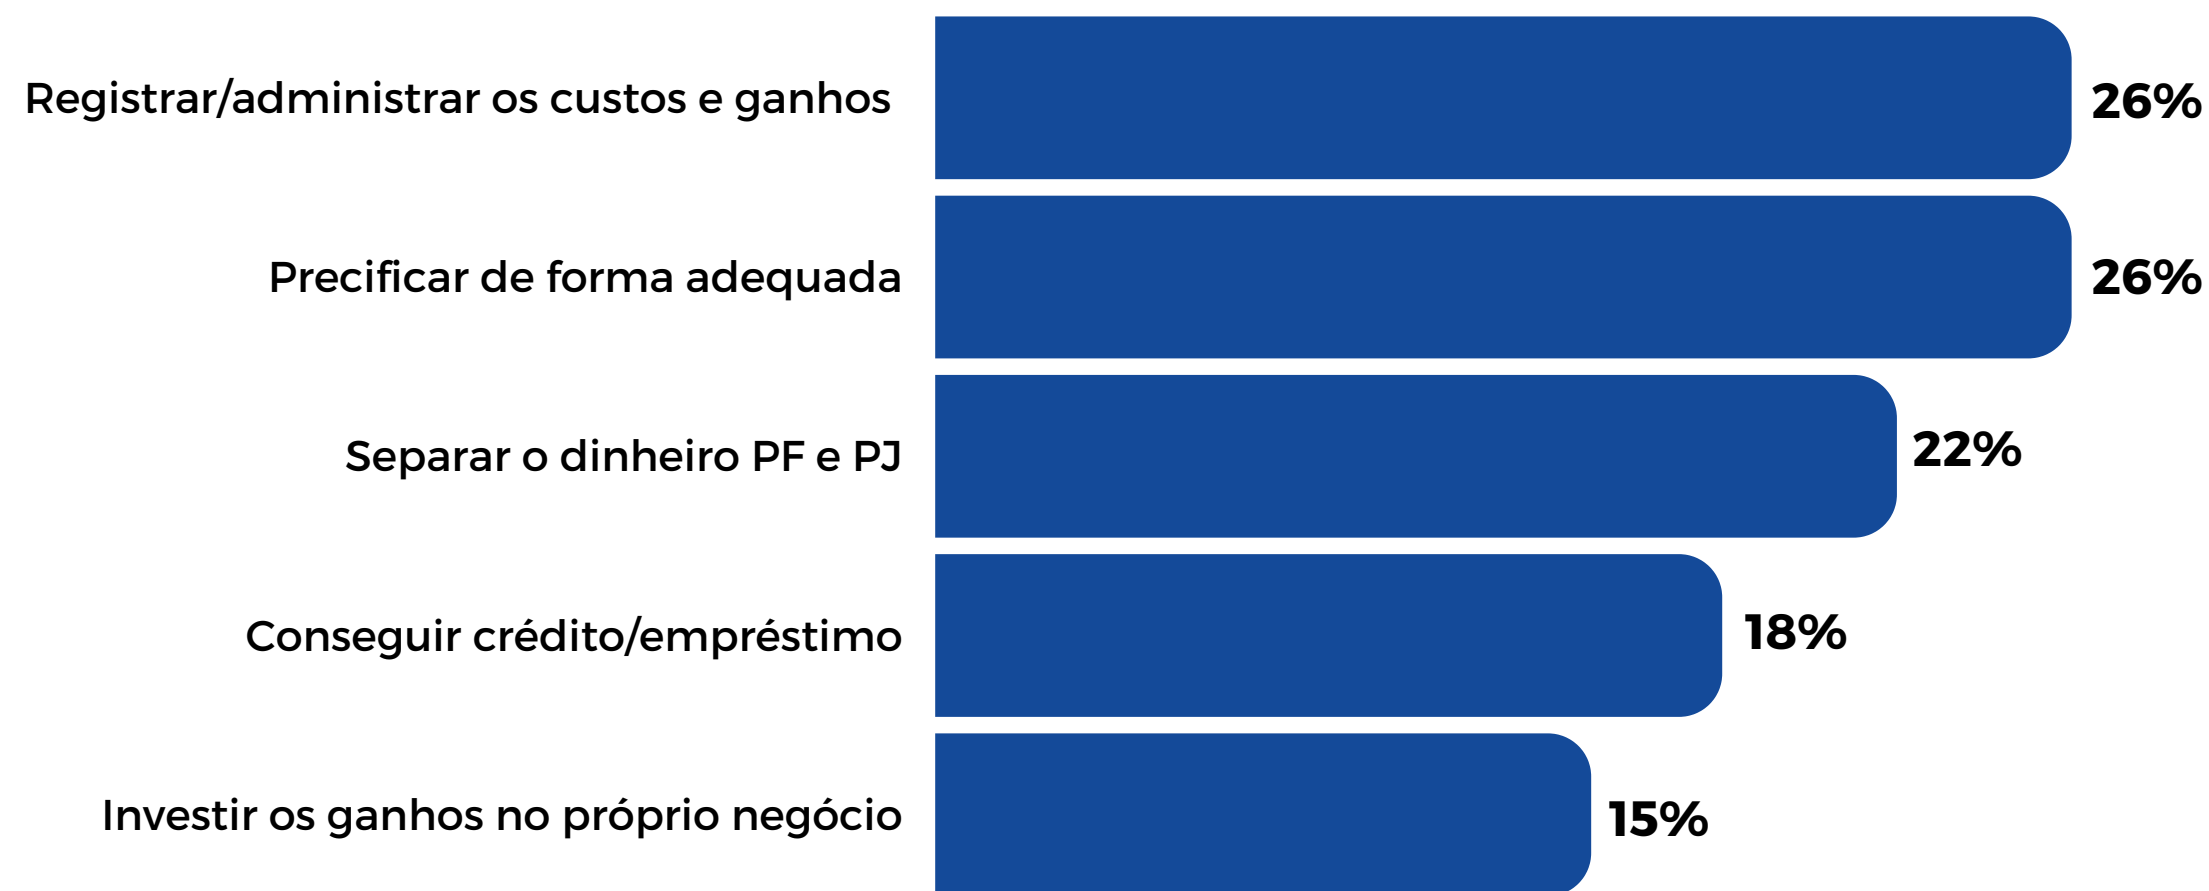 Registrar/administrar os custos e ganhos 26%
Precificar de forma adequada 26%
Separar o dinheiro PF e PJ 22%
Conseguir crédito/empréstimo 18%
Investir os ganhos no próprio negócio 15%